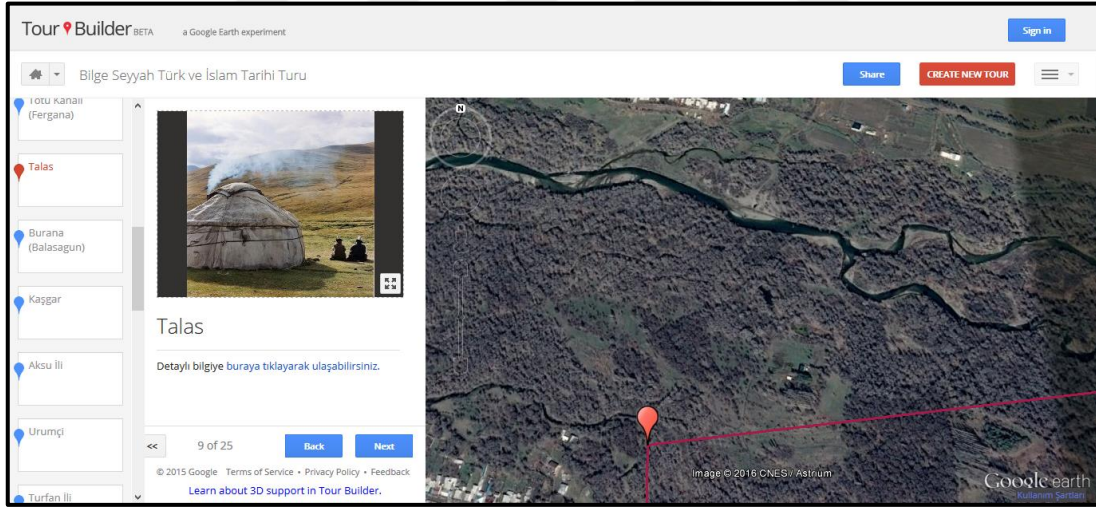 Tour Builder BETA a Google Earth experiment
Sign in
Bilge Seyyah Türk ve İslam Tarihi Turu
Share
CREATE NEW TOUR
Totu Kanalı
(Fergana)
Talas
Burana
(Balasagun)
Kaşgar
Aksu İli
Urumçi
Turfan İli
Talas
Detaylı bilgiye buraya tıklayarak ulaşabilirsiniz.
<< 9 of 25 Back Next
© 2015 Google Terms of Service • Privacy Policy • Feedback
Learn about 3D support in Tour Builder.
N
Image © 2016 CNES / Astrium
Google earth
Kullanım Şartları